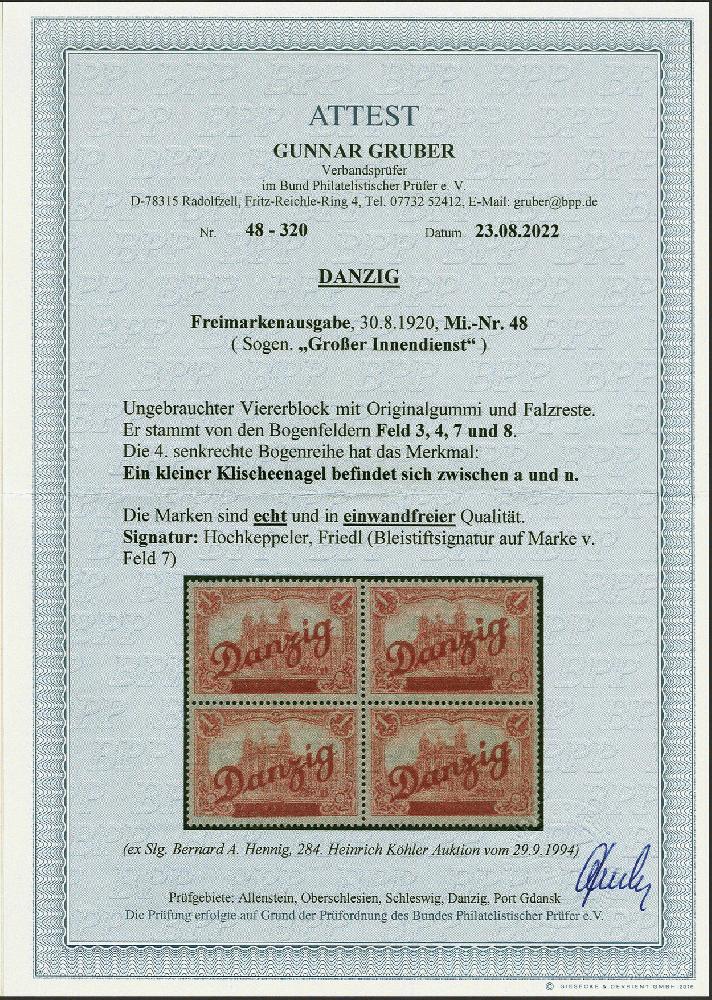 ATTEST
GUNNAR GRUBER
Verbandsprüfer
im Bund Philatelistischer Prüfer e. V.
D-78315 Radolfzell, Fritz-Reichle-Ring 4, Tel. 07732 52412, E-Mail: gruber@bpp.de
Nr. 48 - 320 Datum 23.08.2022
DANZIG
Freimarkenausgabe, 30.8.1920, Mi.-Nr. 48
( Sogen. „Großer Innendienst“ )
Ungebrauchter Viererblock mit Originalgummi und Falzreste.
Er stammt von den Bogenfeldern Feld 3, 4, 7 und 8.
Die 4. senkrechte Bogenreihe hat das Merkmal:
Ein kleiner Klischeenagel befindet sich zwischen a und n.
Die Marken sind echt und in einwandfreier Qualität.
Signatur: Hochkeppeler, Friedl (Bleistiftsignatur auf Marke v.
Feld 7)
Danzig Danzig
Danzig Danzig
(ex Slg. Bernard A. Hennig, 284. Heinrich Köhler Auktion vom 29.9.1994)
Prüfgebiete: Allenstein, Oberschlesien, Schleswig, Danzig, Port Gdansk
Die Prüfung erfolgte auf Grund der Prüfordnung des Bundes Philatelistischer Prüfer e.V.
© GIESECKE & DEVRIENT GMBH 2016